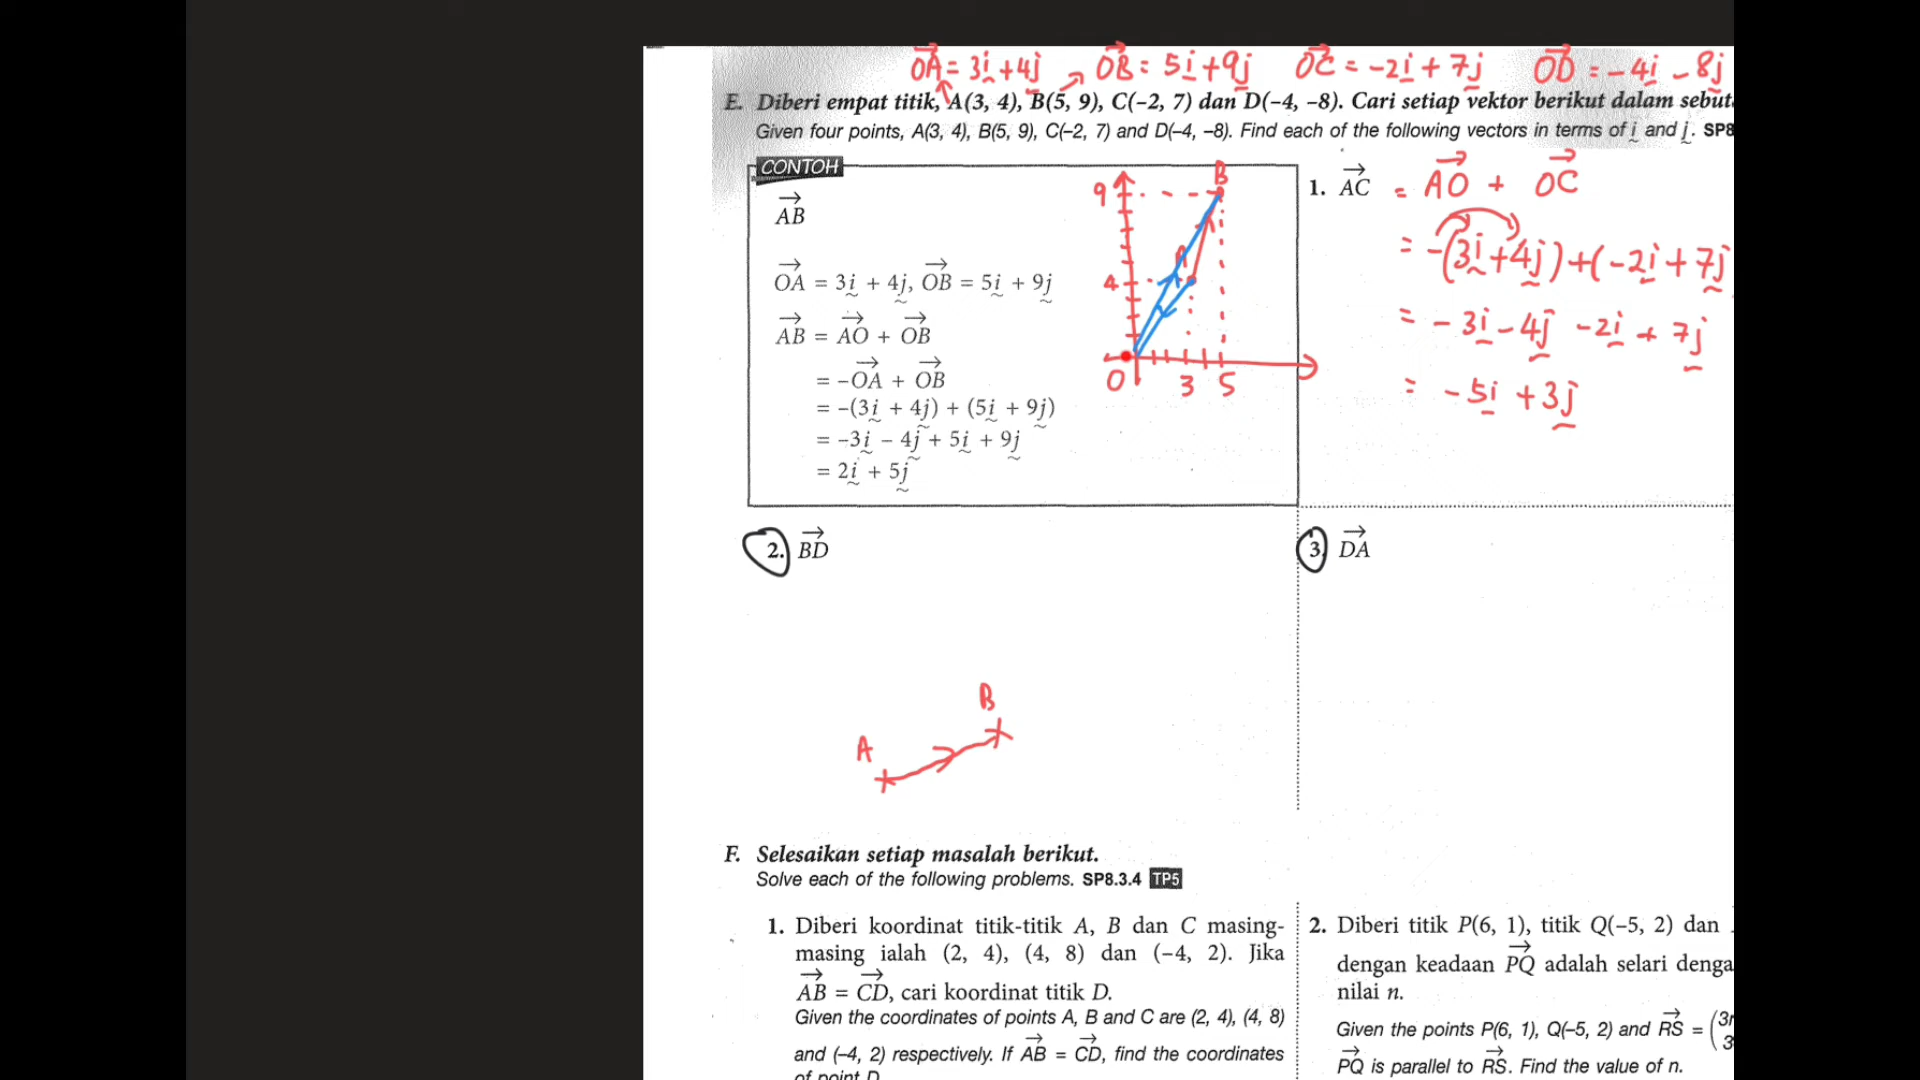 OA = 3i + 4j OB = 5i + 9j OC = -2i + 7j OD = -4i - 8j
E. Diberi empat titik, A(3, 4), B(5, 9), C(–2, 7) dan D(–4, –8). Cari setiap vektor berikut dalam sebut
Given four points, A(3, 4), B(5, 9), C(–2, 7) and D(–4, –8). Find each of the following vectors in terms of i and j. SP8
CONTOH
AB
OA = 3i + 4j, OB = 5i + 9j
AB = AO + OB
= –OA + OB
= –(3i + 4j) + (5i + 9j)
= –3i – 4j + 5i + 9j
= 2i + 5j
B
9
A
4
O 3 5
1. AC = AO + OC
= -(3i + 4j) + (-2i + 7j
= -3i - 4j - 2i + 7j
= -5i + 3j
2. BD
3. DA
B
A
F. Selesaikan setiap masalah berikut.
Solve each of the following problems. SP8.3.4 TP5
1. Diberi koordinat titik-titik A, B dan C masing-
masing ialah (2, 4), (4, 8) dan (–4, 2). Jika
AB = CD, cari koordinat titik D.
Given the coordinates of points A, B and C are (2, 4), (4, 8)
and (–4, 2) respectively. If AB = CD, find the coordinates
of point D
2. Diberi titik P(6, 1), titik Q(–5, 2) dan
dengan keadaan PQ adalah selari denga
nilai n.
Given the points P(6, 1), Q(–5, 2) and RS = (3
3
PQ is parallel to RS. Find the value of n.